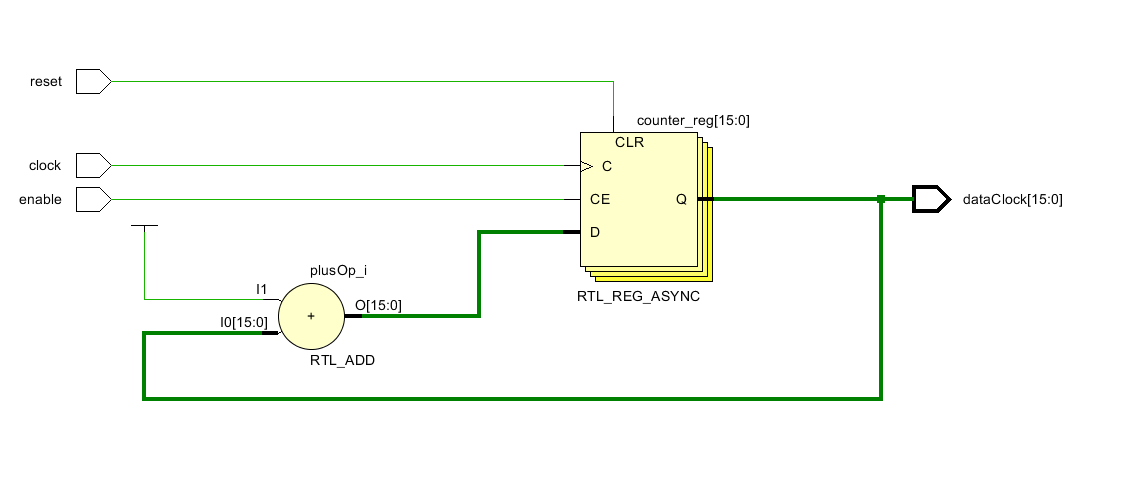 reset
counter_reg[15:0]
CLR
clock
C
enable
CE
Q
dataClock[15:0]
D
plusOp_i
I1
RTL_REG_ASYNC
O[15:0]
I0[15:0]
+
RTL_ADD